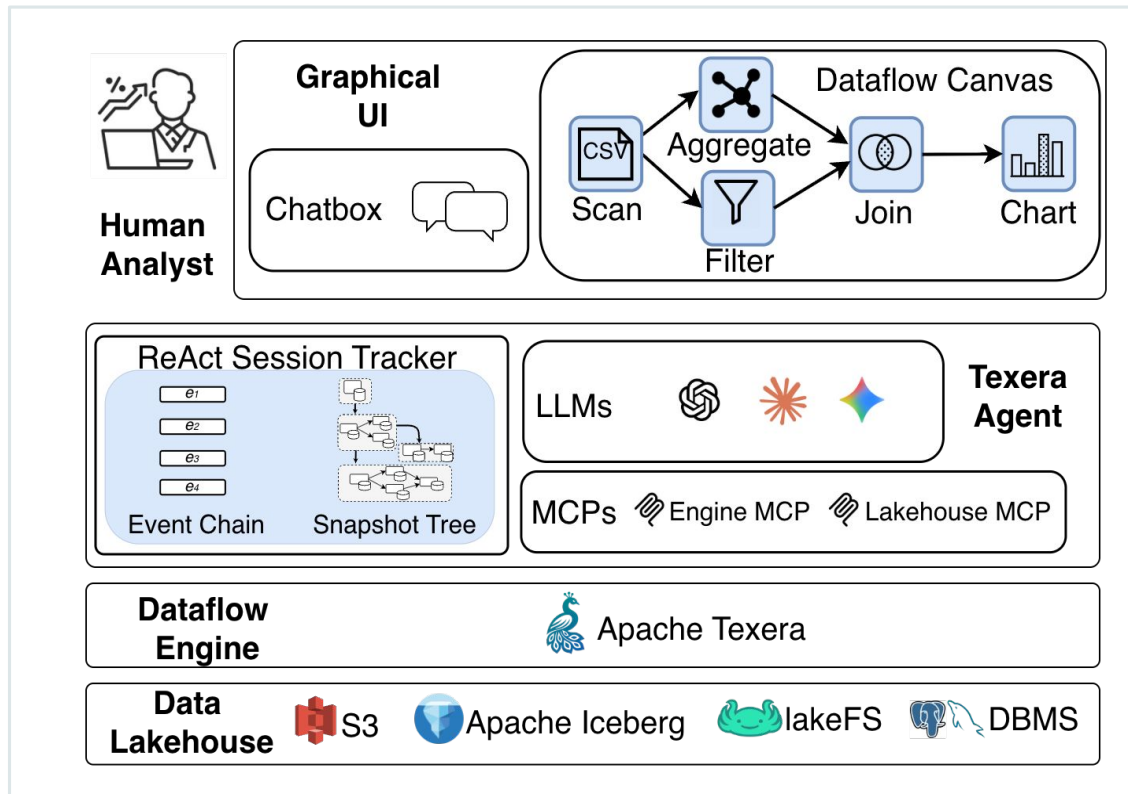 Human
Analyst
Graphical
UI
Chatbox
Dataflow Canvas
CSV
Scan
Aggregate
Filter
Join
Chart
ReAct Session Tracker
e1
e2
e3
e4
Event Chain
Snapshot Tree
LLMs
Texera
Agent
MCPs
Engine MCP
Lakehouse MCP
Dataflow
Engine
Apache Texera
Data
Lakehouse
S3
Apache Iceberg
lakeFS
DBMS